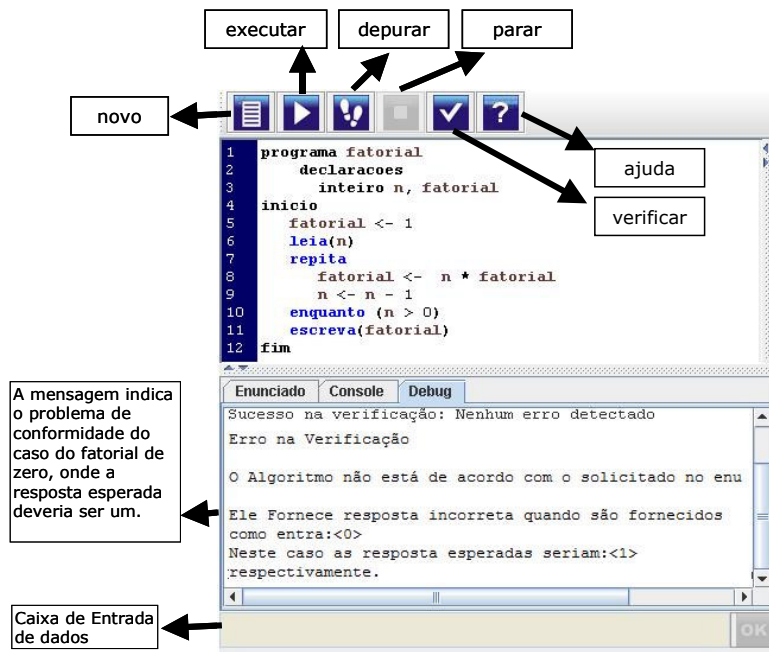 executar
depurar
parar
novo
ajuda
verificar
1 programa fatorial
2 declaracoes
3 inteiro n, fatorial
4 inicio
5 fatorial <- 1
6 leia(n)
7 repita
8 fatorial <- n * fatorial
9 n <- n - 1
10 enquanto (n > 0)
11 escreva(fatorial)
12 fim
Enunciado Console Debug
Sucesso na verificação: Nenhum erro detectado
Erro na Verificação
O Algoritmo não está de acordo com o solicitado no enu
Ele Fornece resposta incorreta quando são fornecidos
como entra:<0>
Neste caso as resposta esperadas seriam:<1>
respectivamente.
A mensagem indica
o problema de
conformidade do
caso do fatorial de
zero, onde a
resposta esperada
deveria ser um.
Caixa de Entrada
de dados
OK